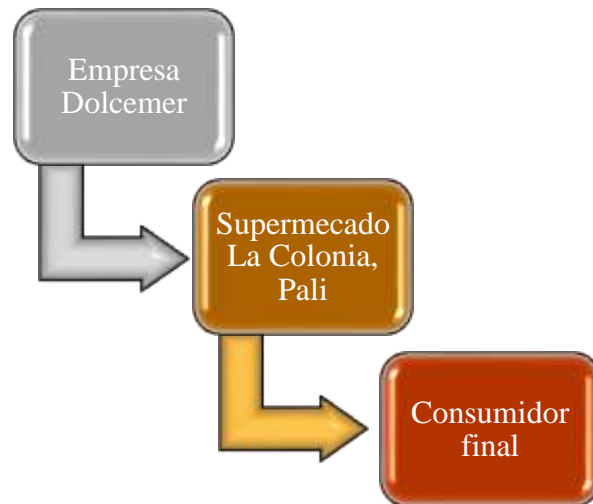 Empresa
Dolcemer
Supermecado
La Colonia,
Pali
Consumidor
final